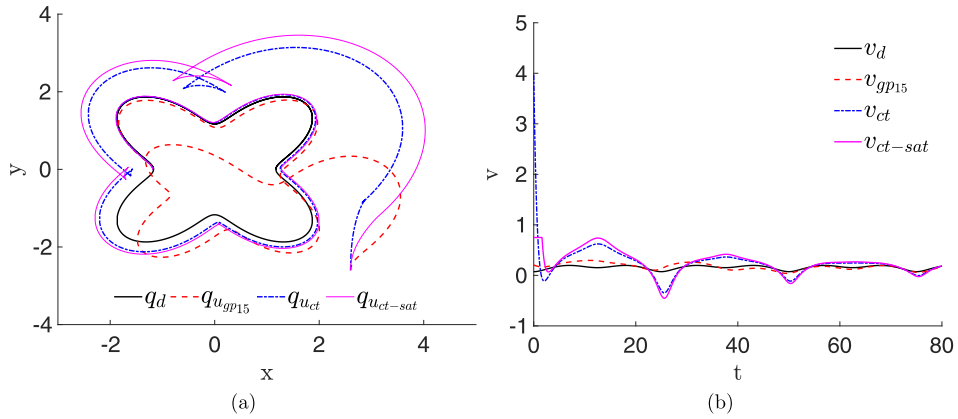 4
2
0
-2
-4
y
-2 0 2 4
x
q_d q_{u_{gp_{15}}} q_{u_{ct}} q_{u_{ct-sat}}
(a)
5
4
3
2
1
0
-1
v
0 20 40 60 80
t
v_d
v_{gp_{15}}
v_{ct}
v_{ct-sat}
(b)